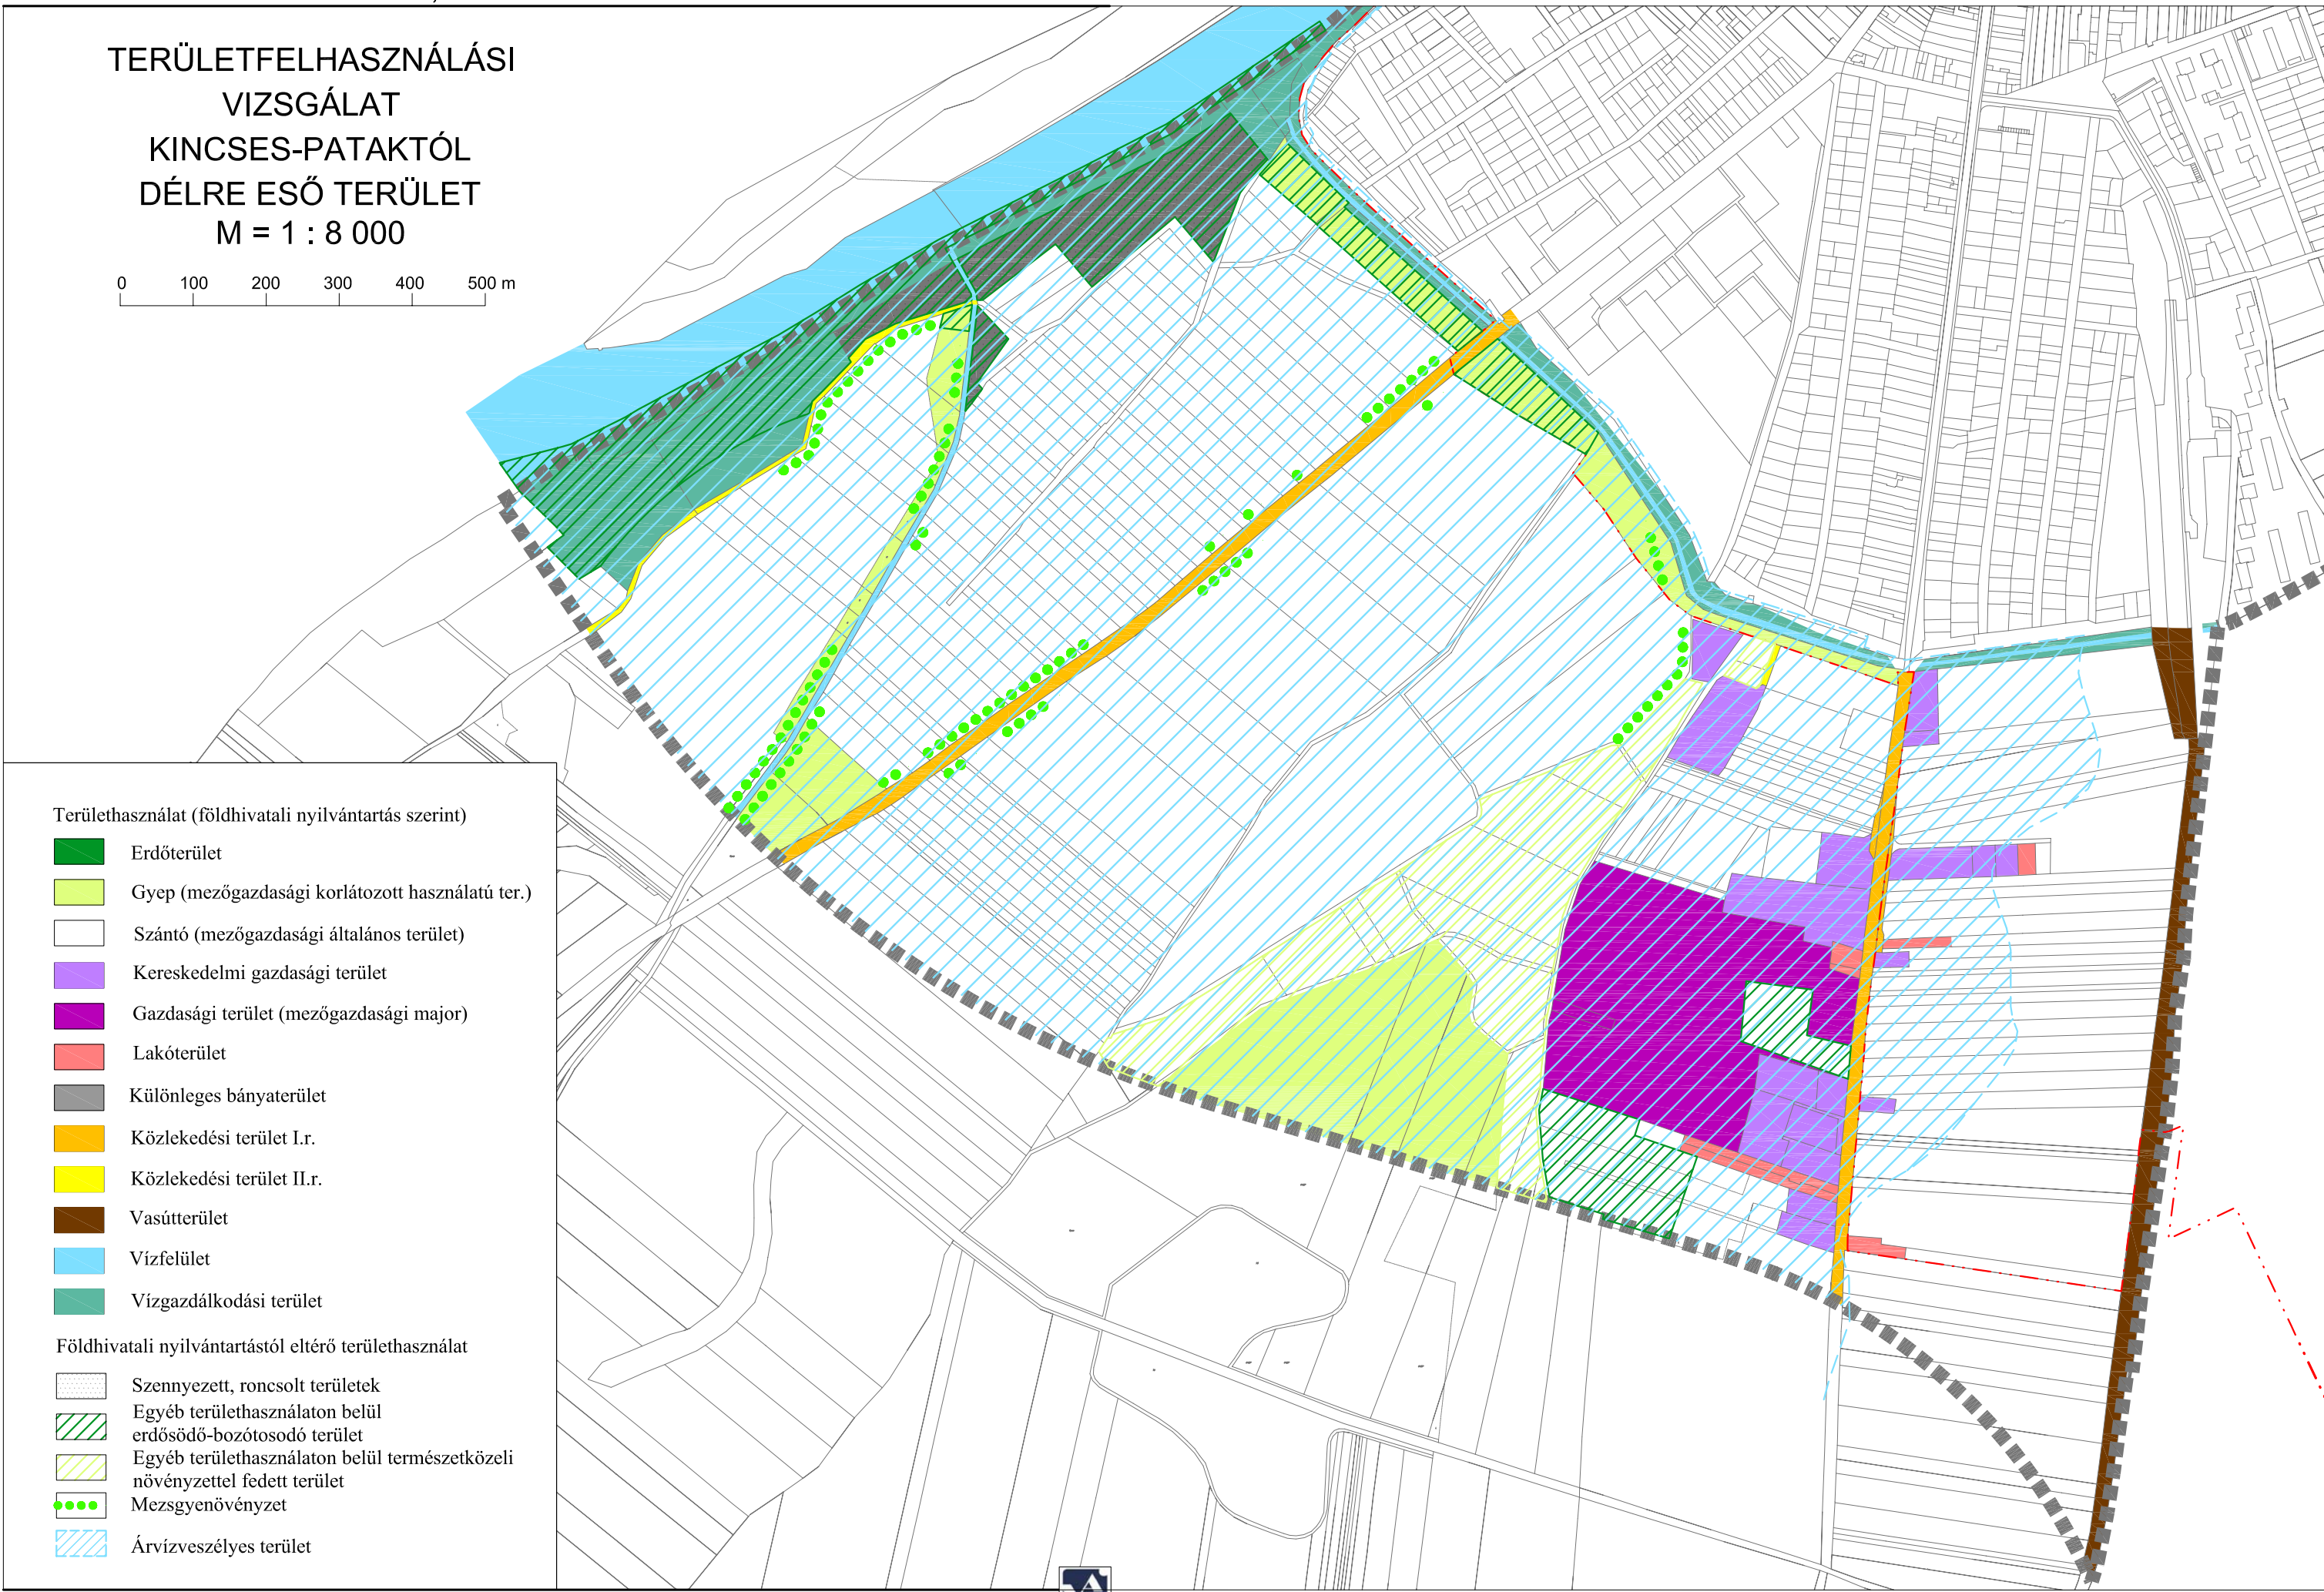 TERÜLETFELHASZNÁLÁSI
VIZSGÁLAT
KINCSES-PATAKTÓL
DÉLRE ESŐ TERÜLET
M = 1 : 8 000
0 100 200 300 400 500 m
Területhasználat (földhivatali nyilvántartás szerint)
Erdőterület
Gyep (mezőgazdasági korlátozott használatú ter.)
Szántó (mezőgazdasági általános terület)
Kereskedelmi gazdasági terület
Gazdasági terület (mezőgazdasági major)
Lakóterület
Különleges bányaterület
Közlekedési terület I.r.
Közlekedési terület II.r.
Vasútterület
Vízfelület
Vízgazdálkodási terület
Földhivatali nyilvántartástól eltérő területhasználat
Szennyezett, roncsolt területek
Egyéb területhasználaton belül
erdősödő-bozótosodó terület
Egyéb területhasználaton belül természetközeli
növényzettel fedett terület
Mezsgyenövényzet
Árvízveszélyes terület